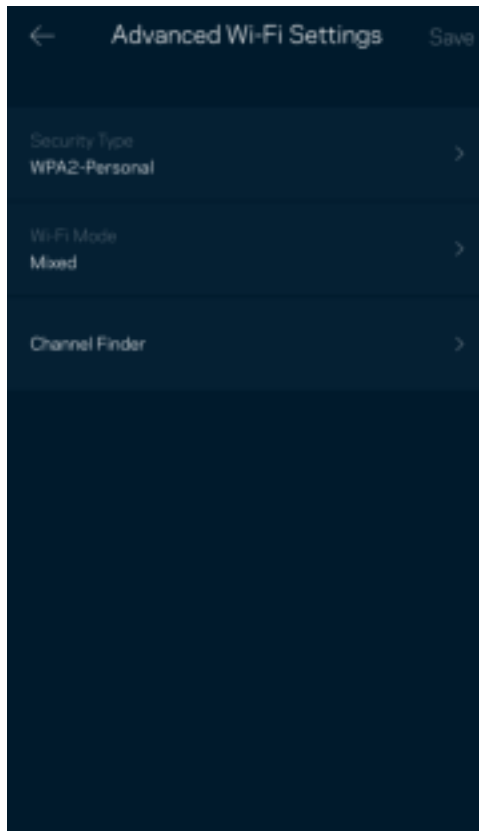 Advanced Wi-Fi Settings Save
Security Type
WPA2-Personal
Wi-Fi Mode
Mixed
Channel Finder